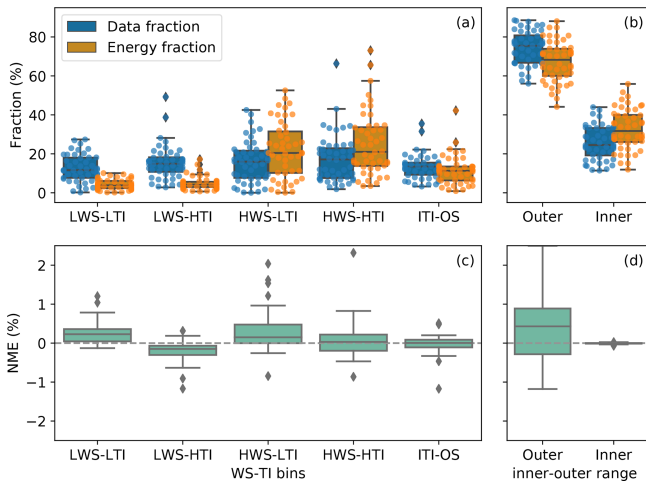 Data fraction
Energy fraction
(a)
(b)
Fraction (%)
80
60
40
20
0
LWS-LTI
LWS-HTI
HWS-LTI
HWS-HTI
ITI-OS
Outer
Inner
(c)
(d)
NME (%)
2
1
0
−1
−2
LWS-LTI
LWS-HTI
HWS-LTI
HWS-HTI
ITI-OS
WS-TI bins
Outer
Inner
inner-outer range